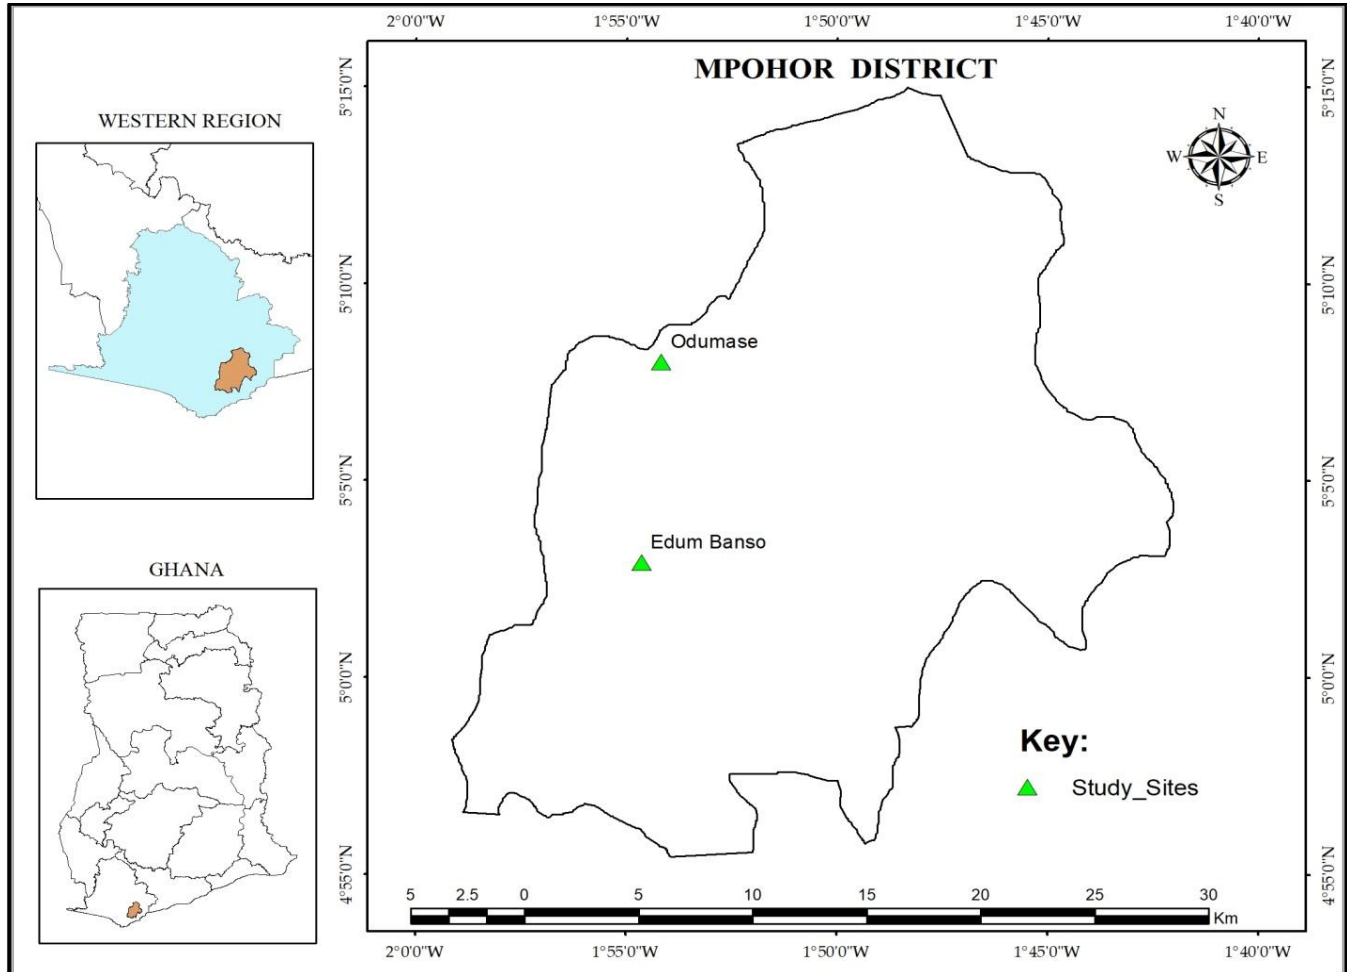 2°0'0"W 1°55'0"W 1°50'0"W 1°45'0"W 1°40'0"W
MPOHOR DISTRICT
5°15'0"N 5°15'0"N
WESTERN REGION
N
W E
S
5°10'0"N 5°10'0"N
Odumase
5°5'0"N 5°5'0"N
Edum Banso
GHANA
5°0'0"N 5°0'0"N
Key:
Study_Sites
4°55'0"N 4°55'0"N
5 2.5 0 5 10 15 20 25 30
Km
2°0'0"W 1°55'0"W 1°50'0"W 1°45'0"W 1°40'0"W